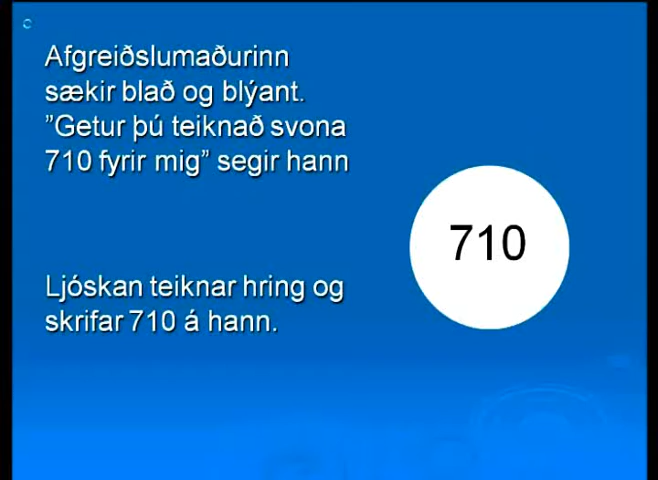 Afgreiðslumaðurinn
sækir blað og blýant.
”Getur þú teiknað svona
710 fyrir mig” segir hann
710
Ljóskan teiknar hring og
skrifar 710 á hann.